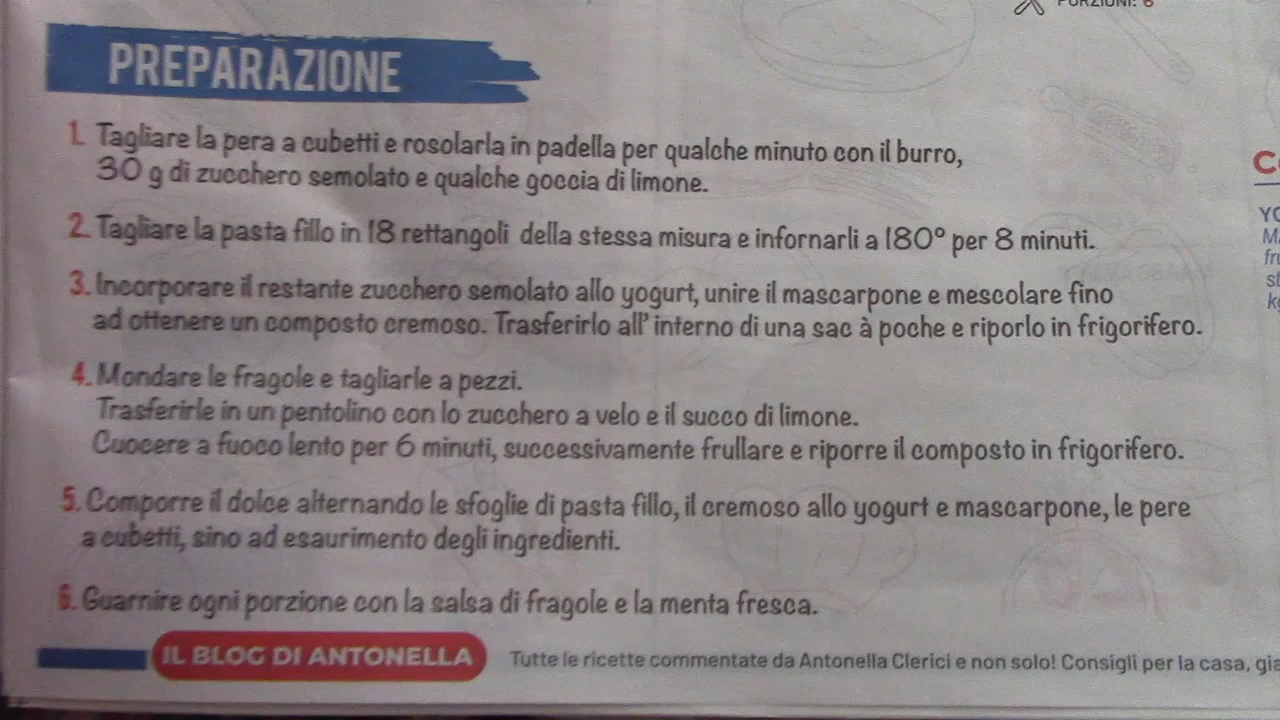 PORZIONI: 6
PREPARAZIONE
1. Tagliare la pera a cubetti e rosolarla in padella per qualche minuto con il burro,
30 g di zucchero semolato e qualche goccia di limone.
2. Tagliare la pasta fillo in 18 rettangoli della stessa misura e infornarli a 180° per 8 minuti.
3. Incorporare il restante zucchero semolato allo yogurt, unire il mascarpone e mescolare fino
ad ottenere un composto cremoso. Trasferirlo all' interno di una sac à poche e riporlo in frigorifero.
4. Mondare le fragole e tagliarle a pezzi.
Trasferirle in un pentolino con lo zucchero a velo e il succo di limone.
Cuocere a fuoco lento per 6 minuti, successivamente frullare e riporre il composto in frigorifero.
5. Comporre il dolce alternando le sfoglie di pasta fillo, il cremoso allo yogurt e mascarpone, le pere
a cubetti, sino ad esaurimento degli ingredienti.
6. Guarnire ogni porzione con la salsa di fragole e la menta fresca.
IL BLOG DI ANTONELLA
Tutte le ricette commentate da Antonella Clerici e non solo! Consigli per la casa,